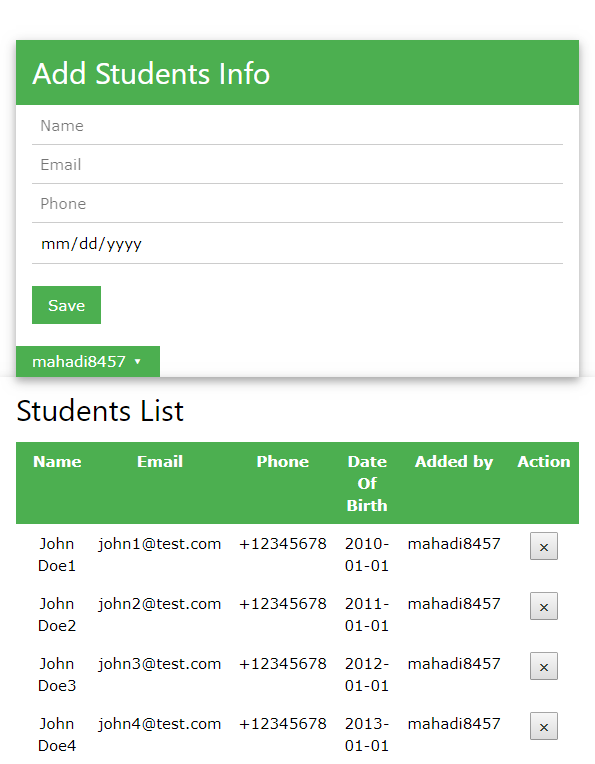 Add Students Info
Name
Email
Phone
mm/dd/yyyy
Save
mahadi8457 ▾
Students List
Name Email Phone Date Of Birth Added by Action
John Doe1 john1@test.com +12345678 2010-01-01 mahadi8457 ×
John Doe2 john2@test.com +12345678 2011-01-01 mahadi8457 ×
John Doe3 john3@test.com +12345678 2012-01-01 mahadi8457 ×
John Doe4 john4@test.com +12345678 2013-01-01 mahadi8457 ×